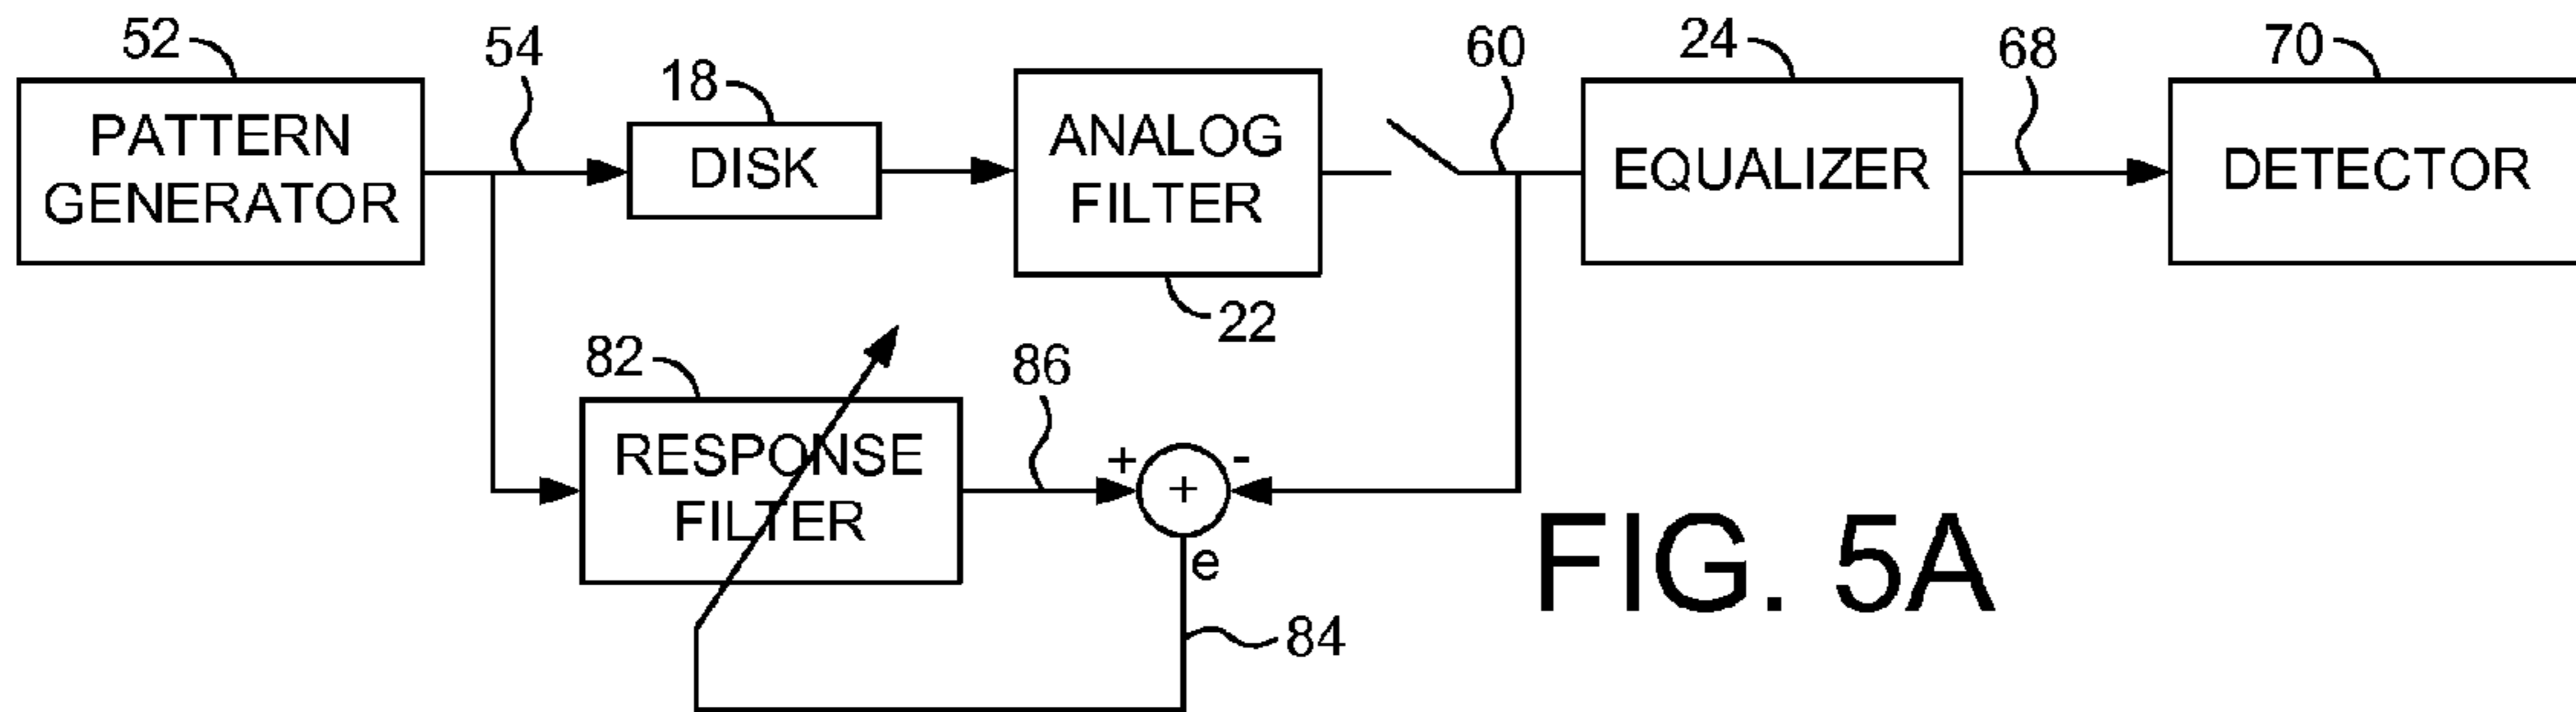 52
54
18
60
24
68
70
PATTERN
GENERATOR
DISK
ANALOG
FILTER
EQUALIZER
DETECTOR
22
82
86
RESPONSE
FILTER
+
+
-
e
84
FIG. 5A